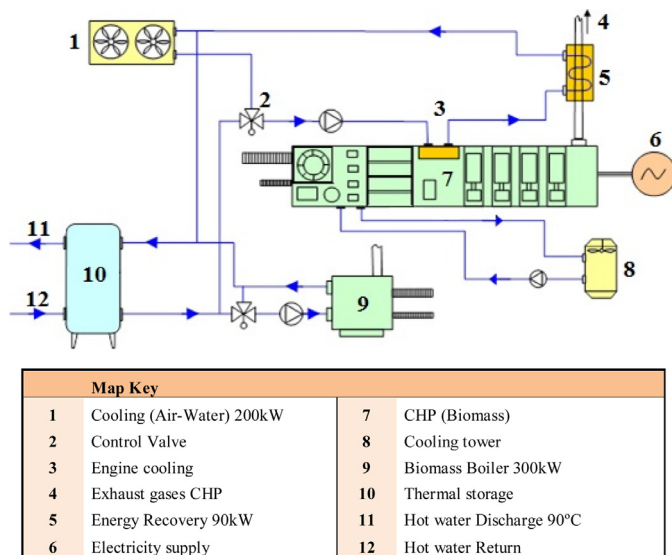 4
1
5
2
3
6
7
11
10
8
12
9
Map Key
1 Cooling (Air-Water) 200kW 7 CHP (Biomass)
2 Control Valve 8 Cooling tower
3 Engine cooling 9 Biomass Boiler 300kW
4 Exhaust gases CHP 10 Thermal storage
5 Energy Recovery 90kW 11 Hot water Discharge 90ºC
6 Electricity supply 12 Hot water Return